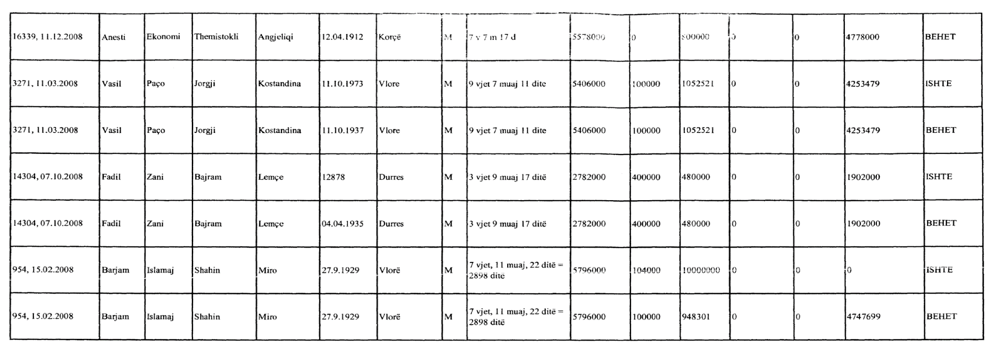 16339, 11.12.2008 Anesti Ekonomi Themistokli Angjeliqi 12.04.1912 Korçë M 7 v 7 m 17 d 5578000 0 800000 0 0 4778000 BEHET
3271, 11.03.2008 Vasil Paço Jorgji Kostandina 11.10.1973 Vlore M 9 vjet 7 muaj 11 dite 5406000 100000 1052521 0 0 4253479 ISHTE
3271, 11.03.2008 Vasil Paço Jorgji Kostandina 11.10.1937 Vlore M 9 vjet 7 muaj 11 dite 5406000 100000 1052521 0 0 4253479 BEHET
14304, 07.10.2008 Fadil Zani Bajram Lemçe 12878 Durres M 3 vjet 9 muaj 17 ditë 2782000 400000 480000 0 0 1902000 ISHTE
14304, 07.10.2008 Fadil Zani Bajram Lemçe 04.04.1935 Durres M 3 vjet 9 muaj 17 ditë 2782000 400000 480000 0 0 1902000 BEHET
954, 15.02.2008 Barjam Islamaj Shahin Miro 27.9.1929 Vlorë M 7 vjet, 11 muaj, 22 ditë = 5796000 104000 10000000 0 0 0 ISHTE
2898 ditë
954, 15.02.2008 Barjam Islamaj Shahin Miro 27.9.1929 Vlorë M 7 vjet, 11 muaj, 22 ditë = 5796000 100000 948301 0 0 4747699 BEHET
2898 ditë